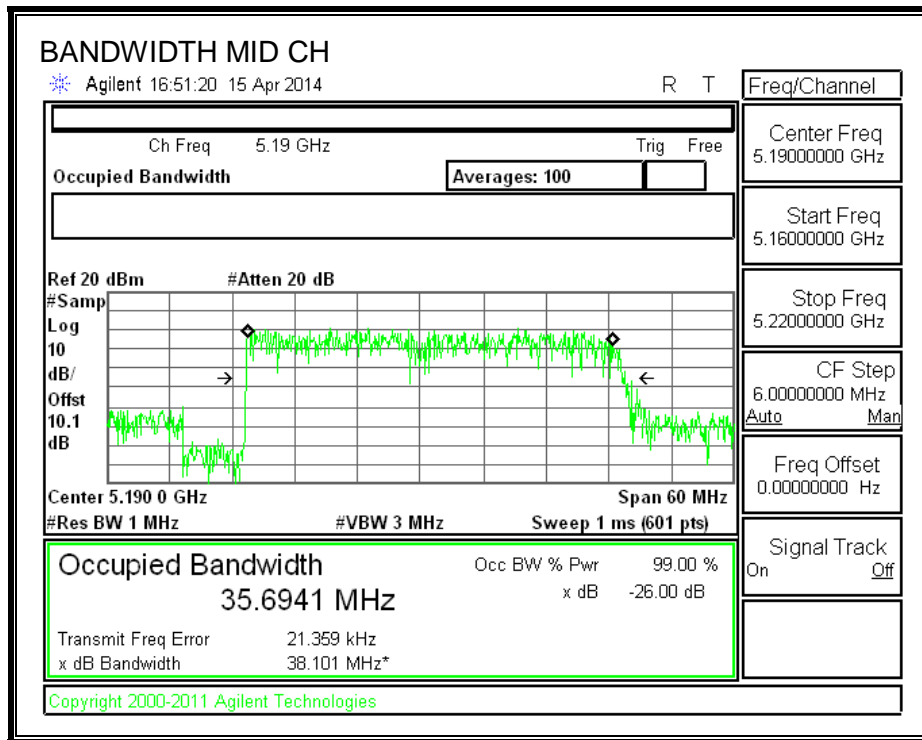 BANDWIDTH MID CH
Agilent 16:51:20 15 Apr 2014 R T
Freq/Channel
Ch Freq 5.19 GHz Trig Free
Occupied Bandwidth Averages: 100
Center Freq
5.19000000 GHz
Start Freq
5.16000000 GHz
Stop Freq
5.22000000 GHz
CF Step
6.00000000 MHz
Auto Man
Freq Offset
0.00000000 Hz
Signal Track
On Off
Ref 20 dBm #Atten 20 dB
#Samp
Log
10
dB/
Offst
10.1
dB
Center 5.190 0 GHz Span 60 MHz
#Res BW 1 MHz #VBW 3 MHz Sweep 1 ms (601 pts)
Occupied Bandwidth Occ BW % Pwr 99.00 %
35.6941 MHz x dB -26.00 dB
Transmit Freq Error 21.359 kHz
x dB Bandwidth 38.101 MHz*
Copyright 2000-2011 Agilent Technologies